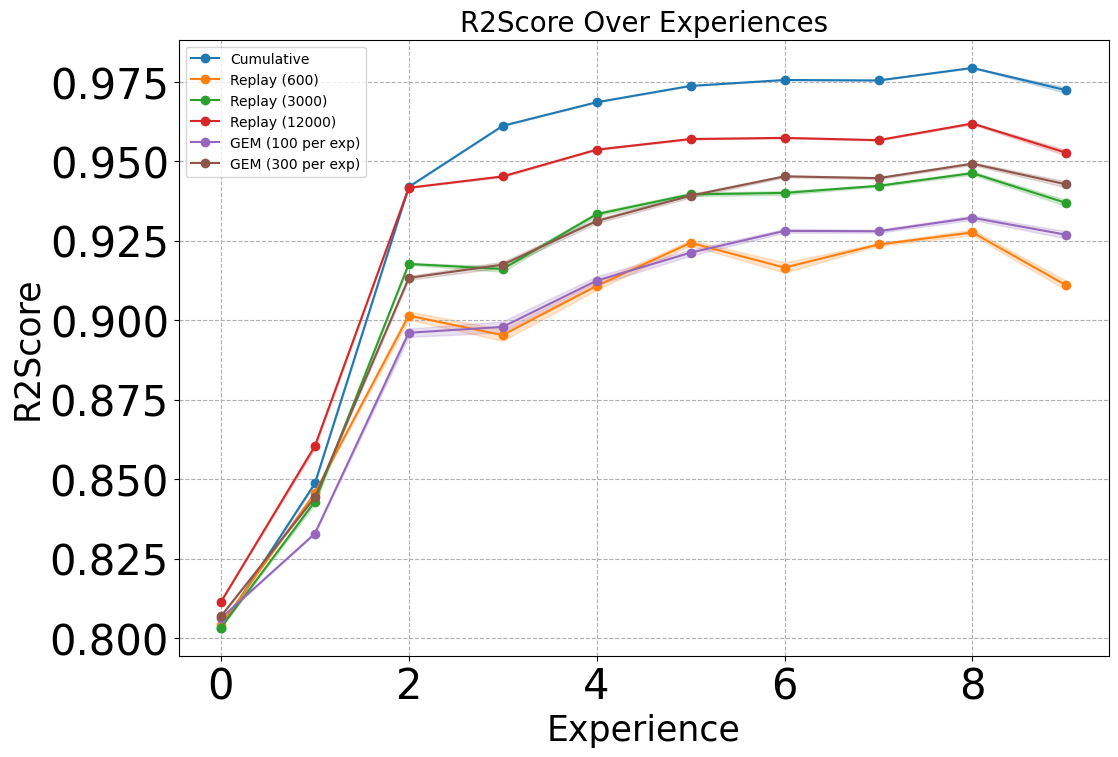 R2Score Over Experiences
Cumulative
Replay (600)
Replay (3000)
Replay (12000)
GEM (100 per exp)
GEM (300 per exp)
0.975
0.950
0.925
0.900
0.875
0.850
0.825
0.800
R2Score
0 2 4 6 8
Experience